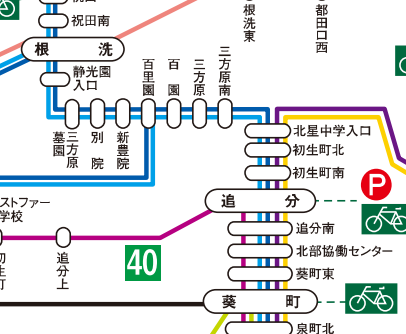 祝田南
根洗東
都田口西
根洗
静光園
入口
三方原
墓園
別院
新豊院
百里園
百園
三方原
三方原南
北星中学入口
初生町北
初生町南
P
追分
ストファー
学校
追分上
40
追分南
北部協働センター
葵町東
葵町
泉町北